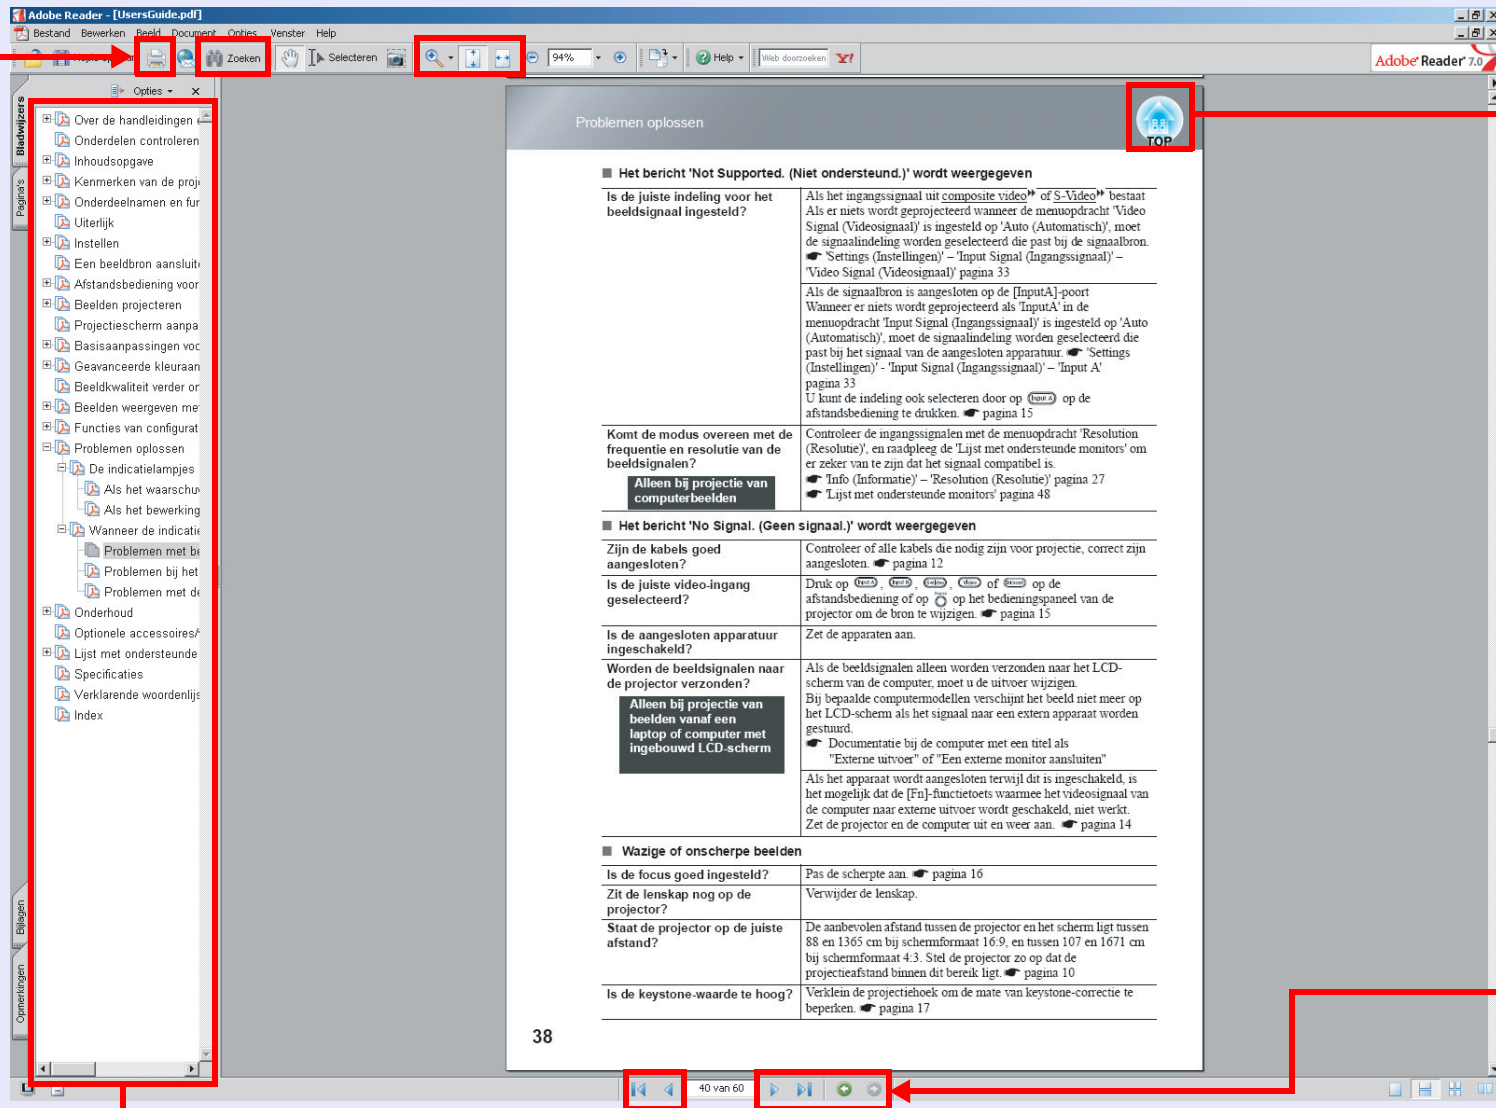 Adobe Reader - [UsersGuide.pdf]
Bestand Bewerken Beeld Document Opties Venster Help
Zoeken
Selecteren
94%
Help
Web doorzoeken
Y!
Adobe Reader 7.0
Bladwijzers
Pagina's
Bijlagen
Opmerkingen
Opties
Over de handleidingen
Onderdelen controleren
Inhoudsopgave
Kenmerken van de proj
Onderdeelnamen en fur
Uiterlijk
Instellen
Een beeldbron aansluit
Afstandsbediening voor
Beelden projecteren
Projectiescherm aanpa
Basisaanpassingen voc
Geavanceerde kleuraan
Beeldkwaliteit verder or
Beelden weergeven me
Functies van configurat
Problemen oplossen
De indicatielampjes
Als het waarschu
Als het bewerking
Wanneer de indicatie
Problemen met be
Problemen bij het
Problemen met de
Onderhoud
Optionele accessoires/
Lijst met ondersteunde
Specificaties
Verklarende woordenlijs
Index
Problemen oplossen
TOP
■ Het bericht 'Not Supported. (Niet ondersteund.)' wordt weergegeven
Is de juiste indeling voor het
beeldsignaal ingesteld?
Als het ingangssignaal uit composite video of S-Video bestaat
Als er niets wordt geprojecteerd wanneer de menuopdracht 'Video
Signal (Videosignaal)' is ingesteld op 'Auto (Automatisch)', moet
de signaalindeling worden geselecteerd die past bij de signaalbron.
☛ 'Settings (Instellingen)' – 'Input Signal (Ingangssignaal)' –
'Video Signal (Videosignaal)' pagina 33
Als de signaalbron is aangesloten op de [InputA]-poort
Wanneer er niets wordt geprojecteerd als 'InputA' in de
menuopdracht 'Input Signal (Ingangssignaal)' is ingesteld op 'Auto
(Automatisch)', moet de signaalindeling worden geselecteerd die
past bij het signaal van de aangesloten apparatuur. ☛ 'Settings
(Instellingen)' - 'Input Signal (Ingangssignaal)' – 'Input A'
pagina 33
U kunt de indeling ook selecteren door op Input A op de
afstandsbediening te drukken. ☛ pagina 15
Komt de modus overeen met de
frequentie en resolutie van de
beeldsignalen?
Alleen bij projectie van
computerbeelden
Controleer de ingangssignalen met de menuopdracht 'Resolution
(Resolutie)', en raadpleeg de 'Lijst met ondersteunde monitors' om
er zeker van te zijn dat het signaal compatibel is.
☛ 'Info (Informatie)' – 'Resolution (Resolutie)' pagina 27
☛ 'Lijst met ondersteunde monitors' pagina 48
■ Het bericht 'No Signal. (Geen signaal.)' wordt weergegeven
Zijn de kabels goed
aangesloten?
Controleer of alle kabels die nodig zijn voor projectie, correct zijn
aangesloten. ☛ pagina 12
Is de juiste video-ingang
geselecteerd?
Druk op Input A, Input B, S-Video, Video of op de
afstandsbediening of op op het bedieningspaneel van de
projector om de bron te wijzigen. ☛ pagina 15
Is de aangesloten apparatuur
ingeschakeld?
Zet de apparaten aan.
Worden de beeldsignalen naar
de projector verzonden?
Alleen bij projectie van
beelden vanaf een
laptop of computer met
ingebouwd LCD-scherm
Als de beeldsignalen alleen worden verzonden naar het LCD-
scherm van de computer, moet u de uitvoer wijzigen.
Bij bepaalde computermodellen verschijnt het beeld niet meer op
het LCD-scherm als het signaal naar een extern apparaat worden
gestuurd.
☛ Documentatie bij de computer met een titel als
"Externe uitvoer" of "Een externe monitor aansluiten"
Als het apparaat wordt aangesloten terwijl dit is ingeschakeld, is
het mogelijk dat de [Fn]-functietoets waarmee het videosignaal van
de computer naar externe uitvoer wordt geschakeld, niet werkt.
Zet de projector en de computer uit en weer aan. ☛ pagina 14
■ Wazige of onscherpe beelden
Is de focus goed ingesteld?
Pas de scherpte aan. ☛ pagina 16
Zit de lenskap nog op de
projector?
Verwijder de lenskap.
Staat de projector op de juiste
afstand?
De aanbevolen afstand tussen de projector en het scherm ligt tussen
88 en 1365 cm bij schermformaat 16:9, en tussen 107 en 1671 cm
bij schermformaat 4:3. Stel de projector zo op dat de
projectieafstand binnen dit bereik ligt. ☛ pagina 10
Is de keystone-waarde te hoog?
Verklein de projectiehoek om de mate van keystone-correctie te
beperken. ☛ pagina 17
38
40 van 60